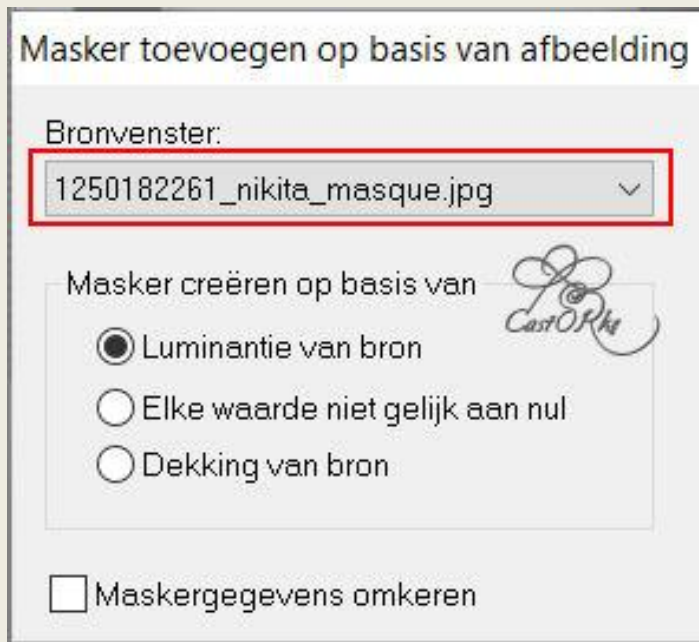 Masker toevoegen op basis van afbeelding
Bronvenster:
1250182261_nikita_masque.jpg
Masker creëren op basis van
CastORke
Luminantie van bron
Elke waarde niet gelijk aan nul
Dekking van bron
Maskergegevens omkeren